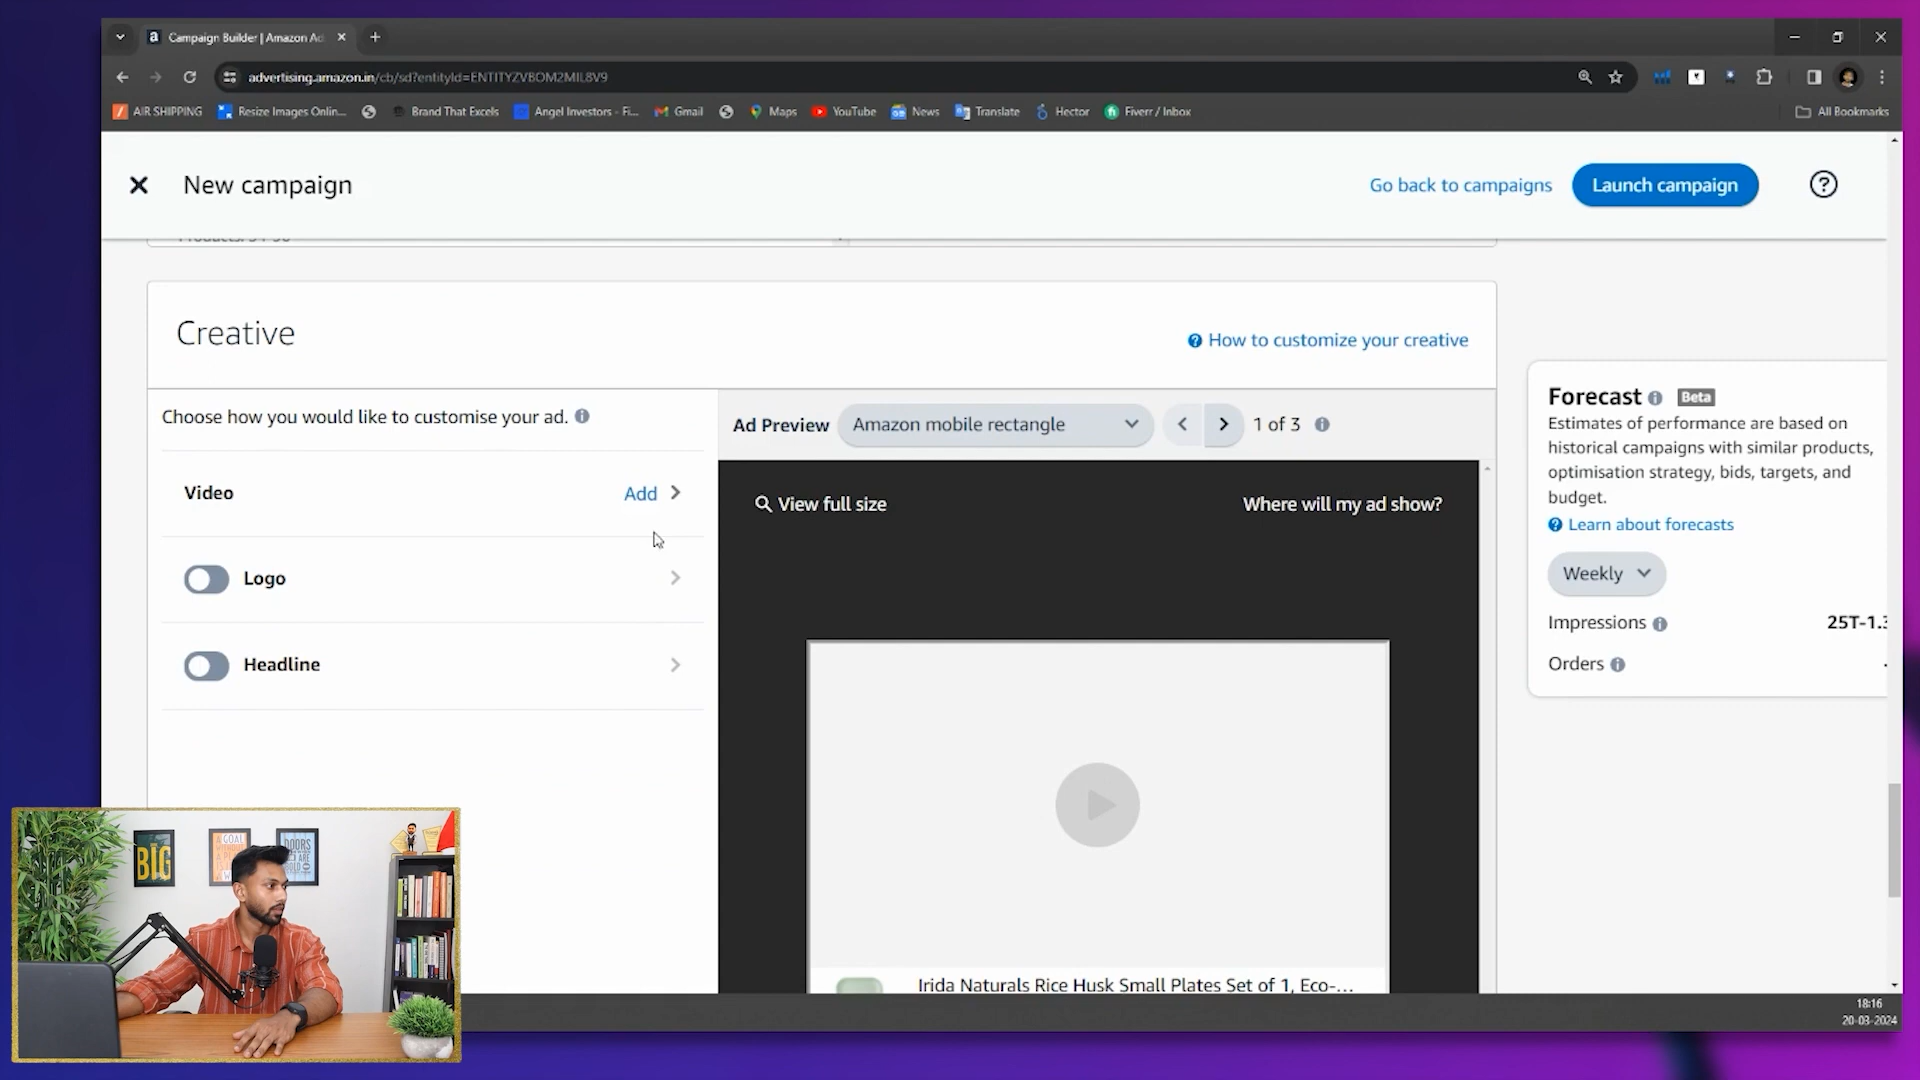 Campaign Builder | Amazon Ad
advertising.amazon.in/cb/sd?entityId=ENTITYZVBOM2MIL8V9
AIR SHIPPING
Resize Images Onlin...
Brand That Excels
Angel Investors - Fi...
Gmail
Maps
YouTube
News
Translate
Hector
Fiverr / Inbox
All Bookmarks
New campaign
Go back to campaigns
Launch campaign
Creative
How to customize your creative
Choose how you would like to customise your ad.
Ad Preview
Amazon mobile rectangle
1 of 3
Video
Add
Logo
Headline
View full size
Where will my ad show?
Irida Naturals Rice Husk Small Plates Set of 1, Eco-...
Forecast
Beta
Estimates of performance are based on
historical campaigns with similar products,
optimisation strategy, bids, targets, and
budget.
Learn about forecasts
Weekly
Impressions
25T-1.3
Orders
BIG
A GOAL
DOORS
18:16
20-03-2024